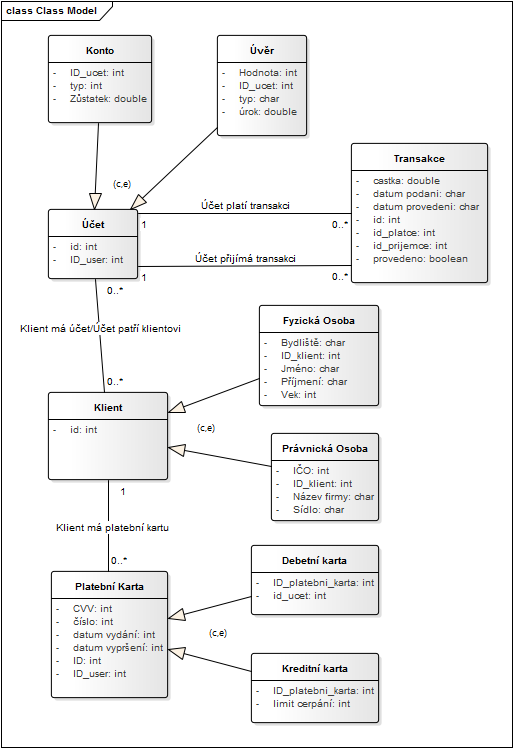 class Class Model
Konto
- ID_ucet: int
- typ: int
- Zůstatek: double
Úvěr
- Hodnota: int
- ID_ucet: int
- typ: char
- úrok: double
(c,e)
Transakce
- castka: double
- datum podani: char
- datum provedeni: char
- id: int
- id_platce: int
- id_prijemce: int
- provedeno: boolean
Účet
- id: int
- ID_user: int
Účet platí transakci
1
0..*
Účet přijímá transakci
1
0..*
0..*
Klient má účet/Účet patří klientovi
0..*
Fyzická Osoba
- Bydliště: char
- ID_klient: int
- Jméno: char
- Příjmení: char
- Vek: int
Klient
- id: int
(c,e)
Právnická Osoba
- IČO: int
- ID_klient: int
- Název firmy: char
- Sídlo: char
1
Klient má platební kartu
0..*
Platební Karta
- CVV: int
- číslo: int
- datum vydání: int
- datum vypršení: int
- ID: int
- ID_user: int
Debetní karta
- ID_platebni_karta: int
- id_ucet: int
(c,e)
Kreditní karta
- ID_platebni_karta: int
- limit cerpání: int